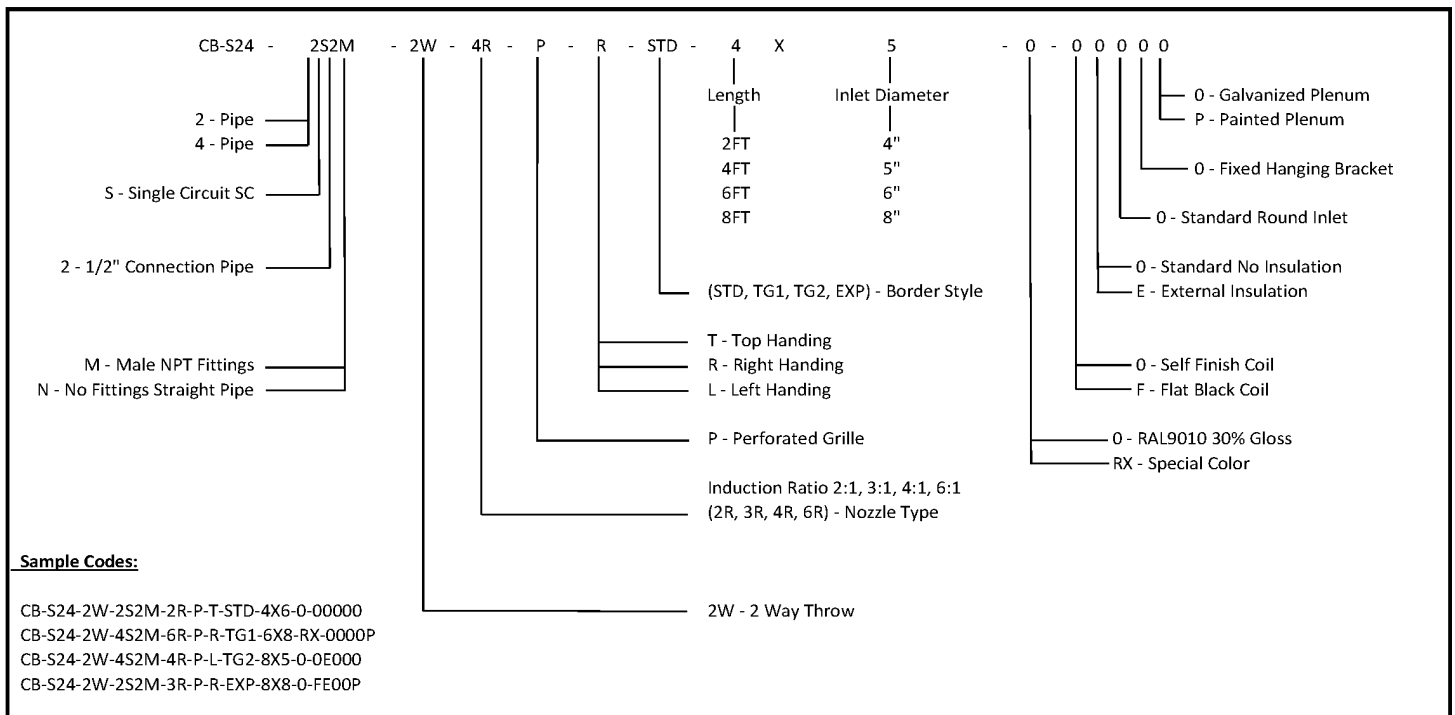 CB-S24 - 2S2M - 2W - 4R - P - R - STD - 4 X 5 - 0 - 0 0 0 0 0
Length Inlet Diameter
2FT 4"
4FT 5"
6FT 6"
8FT 8"
2 - Pipe
4 - Pipe
S - Single Circuit SC
2 - 1/2" Connection Pipe
M - Male NPT Fittings
N - No Fittings Straight Pipe
(STD, TG1, TG2, EXP) - Border Style
T - Top Handing
R - Right Handing
L - Left Handing
P - Perforated Grille
Induction Ratio 2:1, 3:1, 4:1, 6:1
(2R, 3R, 4R, 6R) - Nozzle Type
2W - 2 Way Throw
0 - Galvanized Plenum
P - Painted Plenum
0 - Fixed Hanging Bracket
0 - Standard Round Inlet
0 - Standard No Insulation
E - External Insulation
0 - Self Finish Coil
F - Flat Black Coil
0 - RAL9010 30% Gloss
RX - Special Color
Sample Codes:
CB-S24-2W-2S2M-2R-P-T-STD-4X6-0-00000
CB-S24-2W-4S2M-6R-P-R-TG1-6X8-RX-0000P
CB-S24-2W-4S2M-4R-P-L-TG2-8X5-0-0E000
CB-S24-2W-2S2M-3R-P-R-EXP-8X8-0-FE00P